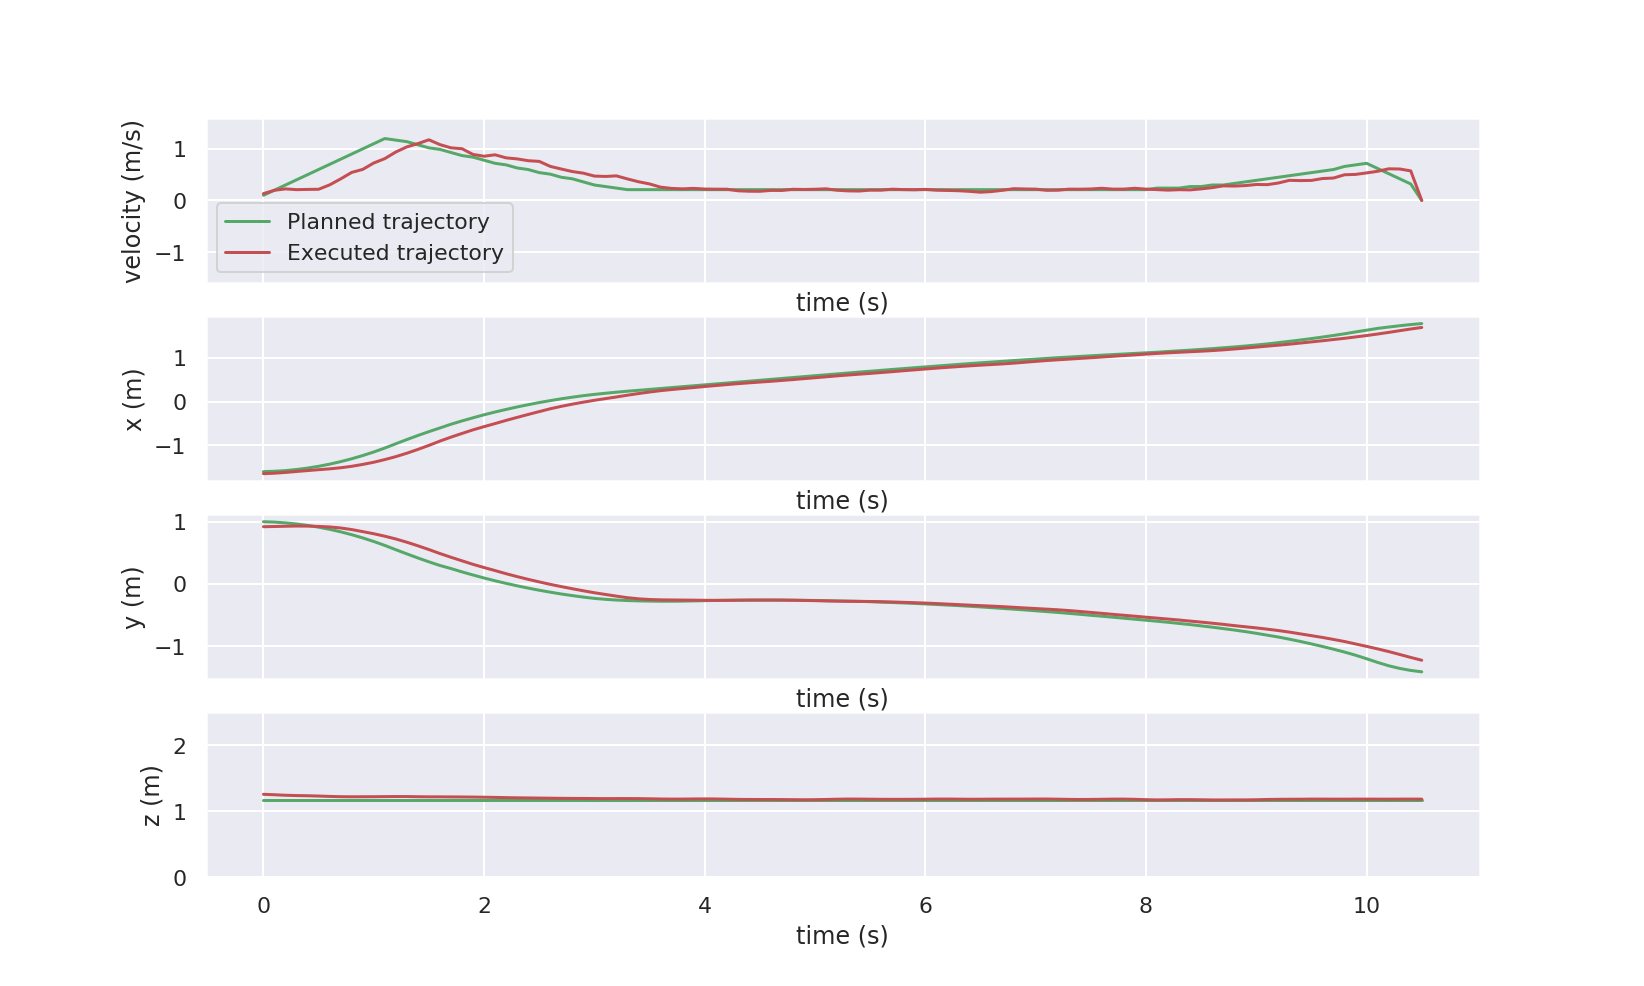 velocity (m/s)
1
0
−1
Planned trajectory
Executed trajectory
time (s)
x (m)
1
0
−1
time (s)
y (m)
1
0
−1
time (s)
z (m)
2
1
0
0 2 4 6 8 10
time (s)